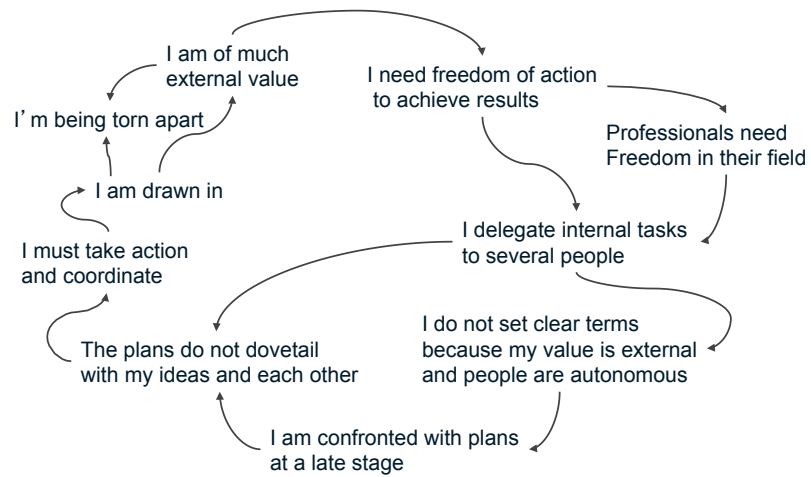 I am of much
external value
I need freedom of action
to achieve results
I'm being torn apart
Professionals need
Freedom in their field
I am drawn in
I delegate internal tasks
to several people
I must take action
and coordinate
I do not set clear terms
because my value is external
and people are autonomous
The plans do not dovetail
with my ideas and each other
I am confronted with plans
at a late stage